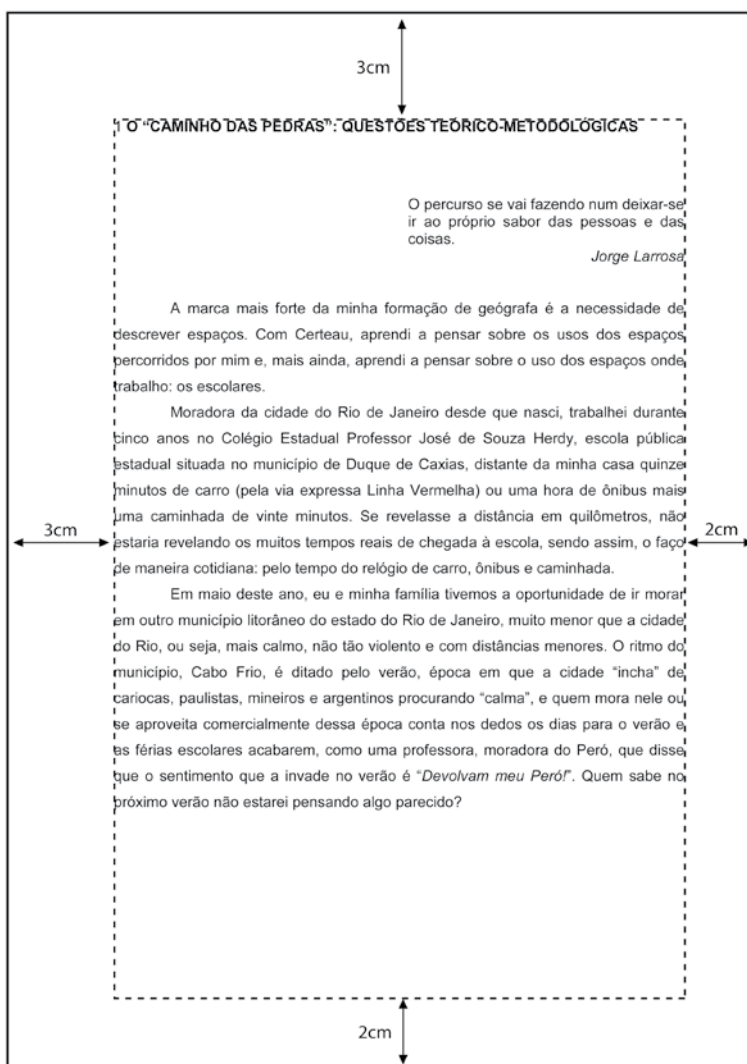 3cm
1 O “CAMINHO DAS PEDRAS”: QUESTÕES TEÓRICO-METODOLÓGICAS
O percurso se vai fazendo num deixar-se
ir ao próprio sabor das pessoas e das
coisas.
Jorge Larrosa
A marca mais forte da minha formação de geógrafa é a necessidade de
descrever espaços. Com Certeau, aprendi a pensar sobre os usos dos espaços
percorridos por mim e, mais ainda, aprendi a pensar sobre o uso dos espaços onde
trabalho: os escolares.
Moradora da cidade do Rio de Janeiro desde que nasci, trabalhei durante
cinco anos no Colégio Estadual Professor José de Souza Herdy, escola pública
estadual situada no município de Duque de Caxias, distante da minha casa quinze
minutos de carro (pela via expressa Linha Vermelha) ou uma hora de ônibus mais
uma caminhada de vinte minutos. Se revelasse a distância em quilômetros, não
3cm
2cm
estaria revelando os muitos tempos reais de chegada à escola, sendo assim, o faço
de maneira cotidiana: pelo tempo do relógio de carro, ônibus e caminhada.
Em maio deste ano, eu e minha família tivemos a oportunidade de ir morar
em outro município litorâneo do estado do Rio de Janeiro, muito menor que a cidade
do Rio, ou seja, mais calmo, não tão violento e com distâncias menores. O ritmo do
município, Cabo Frio, é ditado pelo verão, época em que a cidade “incha” de
cariocas, paulistas, mineiros e argentinos procurando “calma”, e quem mora nele ou
se aproveita comercialmente dessa época conta nos dedos os dias para o verão e
as férias escolares acabarem, como uma professora, moradora do Peró, que disse
que o sentimento que a invade no verão é “Devolvam meu Peró!”. Quem sabe no
próximo verão não estarei pensando algo parecido?
2cm